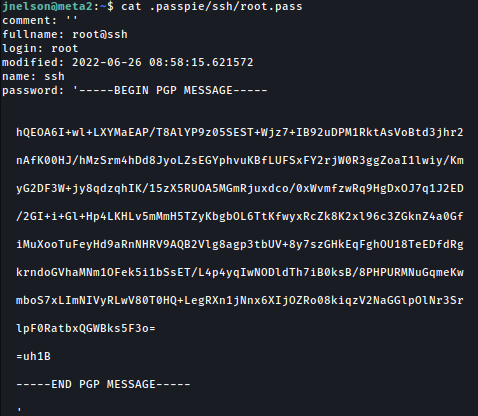 jnelson@meta2:~$ cat .passpie/ssh/root.pass
comment: ''
fullname: root@ssh
login: root
modified: 2022-06-26 08:58:15.621572
name: ssh
password: '-----BEGIN PGP MESSAGE-----
hQEOA6I+wl+LXYMaEAP/T8AlYP9z05SEST+Wjz7+IB92uDPM1RktAsVoBtd3jhr2
nAfK00HJ/hMzSrm4hDd8JyoLZsEGYphvuKBfLUFSxFY2rjW0R3ggZoaI1lwiy/Km
yG2DF3W+jy8qdzqhIK/15zX5RUOA5MGmRjuxdco/0xWvmfzwRq9HgDxOJ7q1J2ED
/2GI+i+Gl+Hp4LKHLv5mMmH5TZyKbgbOL6TtKfwyxRcZk8K2xl96c3ZGknZ4a0Gf
iMuXooTuFeyHd9aRnNHRV9AQB2Vlg8agp3tbUV+8y7szGHkEqFghOU18TeEDfdRg
krndoGVhaMNm1OFek5i1bSsET/L4p4yqIwNODldTh7iB0ksB/8PHPURMNuGqmeKw
mboS7xLImNIVyRLwV80T0HQ+LegRXn1jNnx6XIjOZRo08kiqzV2NaGGlpOlNr3Sr
lpF0RatbxQGWBks5F3o=
=uh1B
-----END PGP MESSAGE-----
'